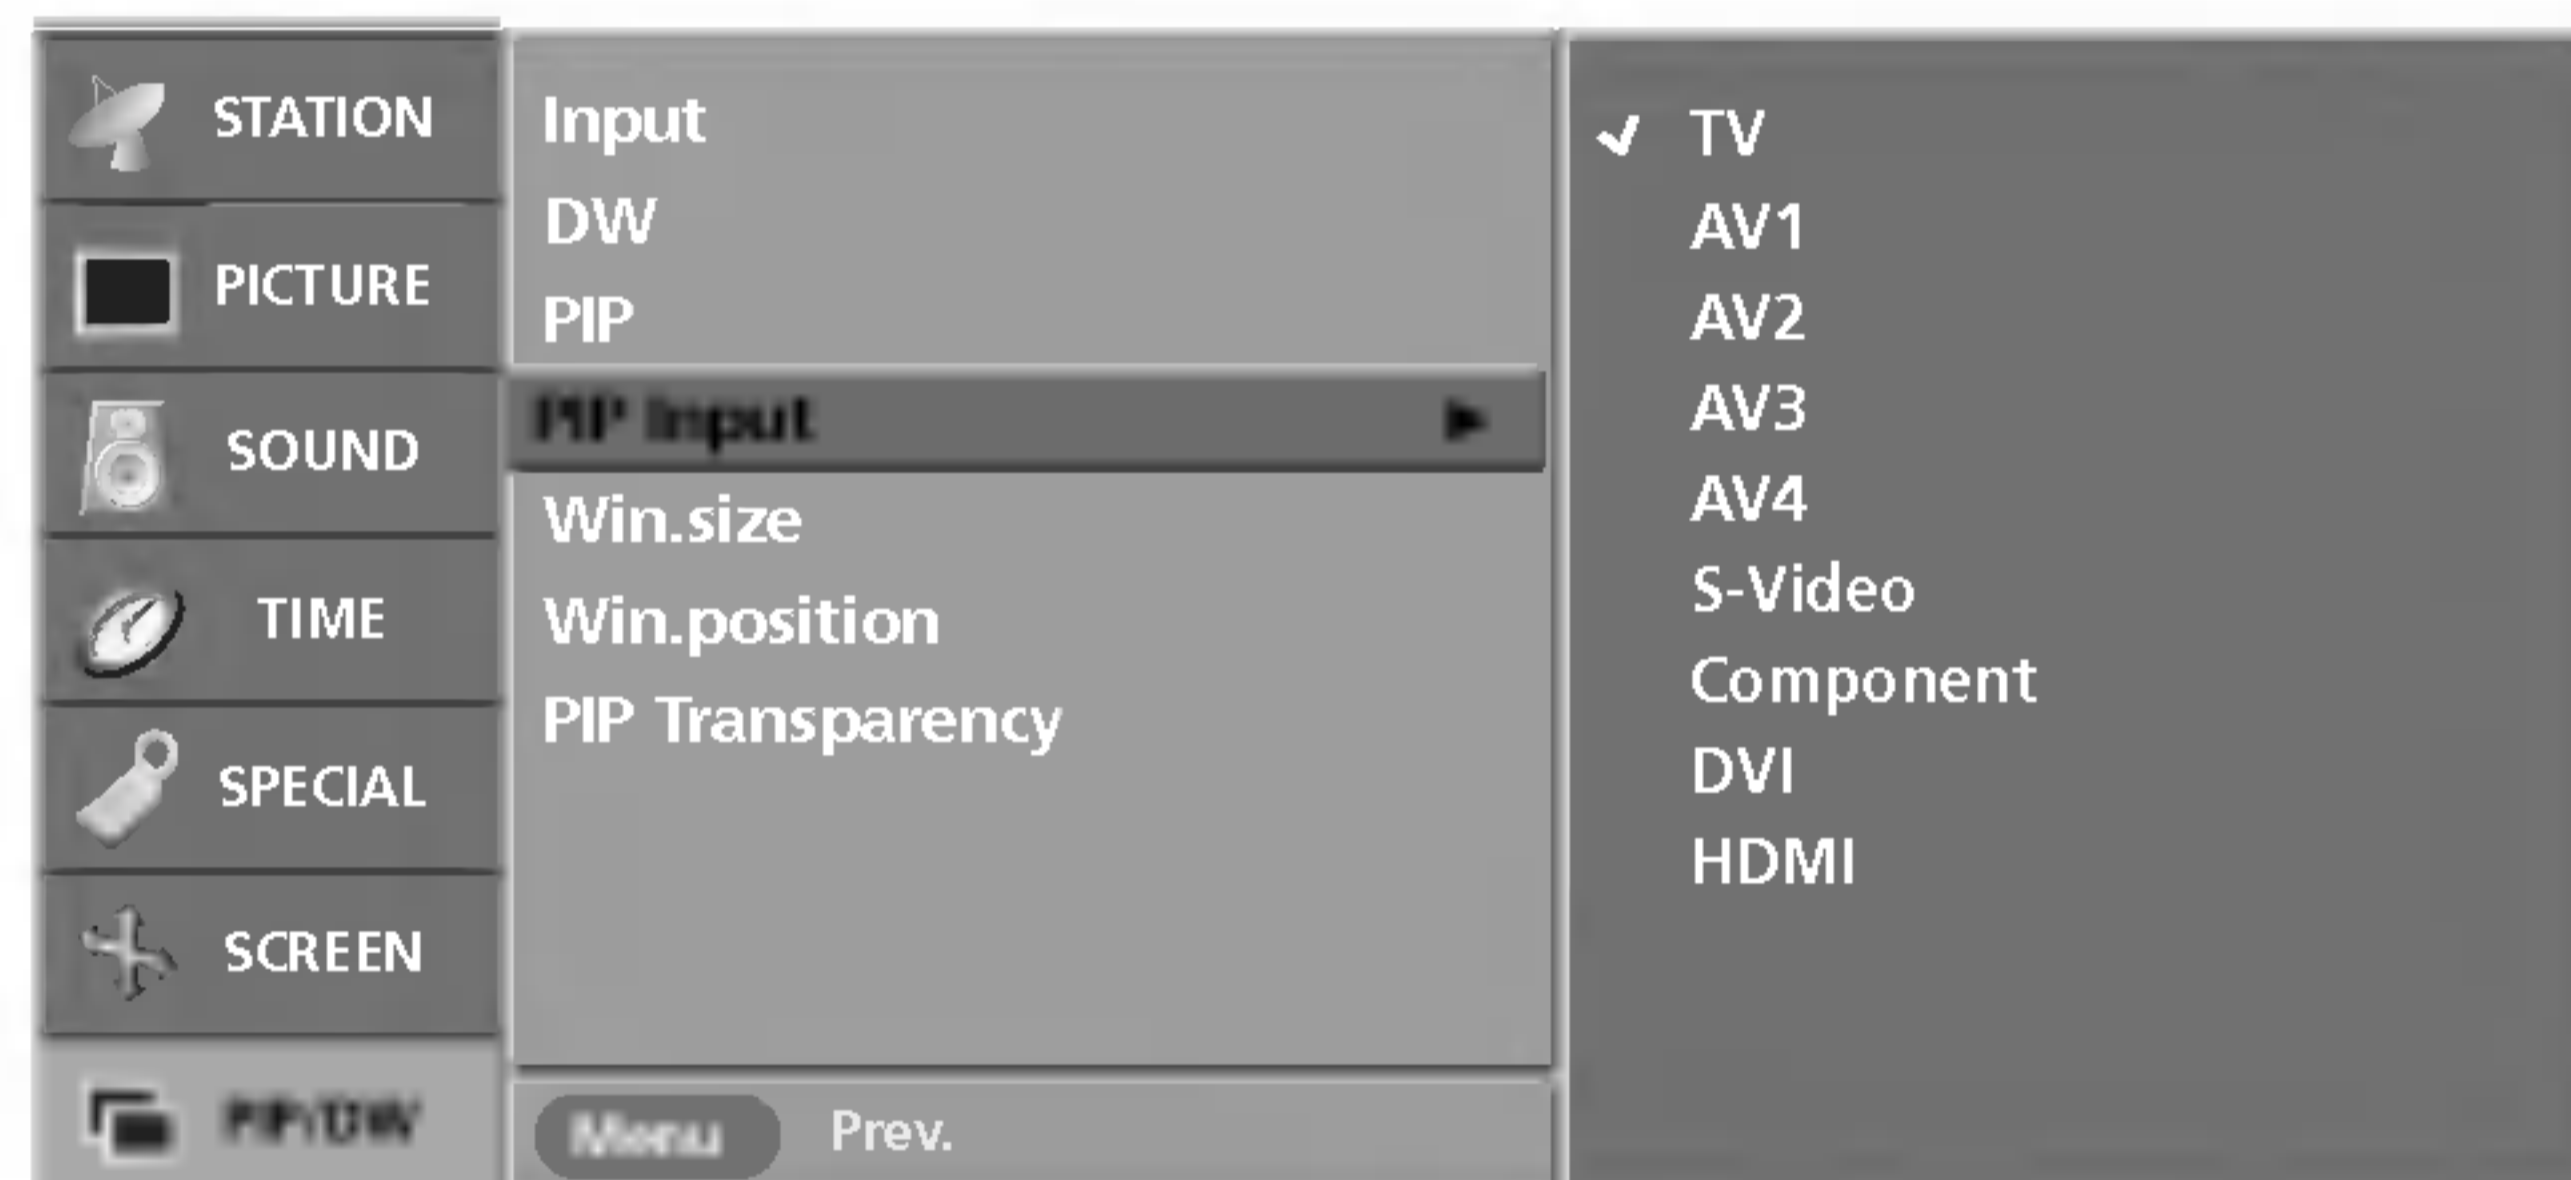 STATION
PICTURE
SOUND
TIME
SPECIAL
SCREEN
PIP/DW
Input
DW
PIP
PIP Input
Win.size
Win.position
PIP Transparency
Menu Prev.
TV
AV1
AV2
AV3
AV4
S-Video
Component
DVI
HDMI